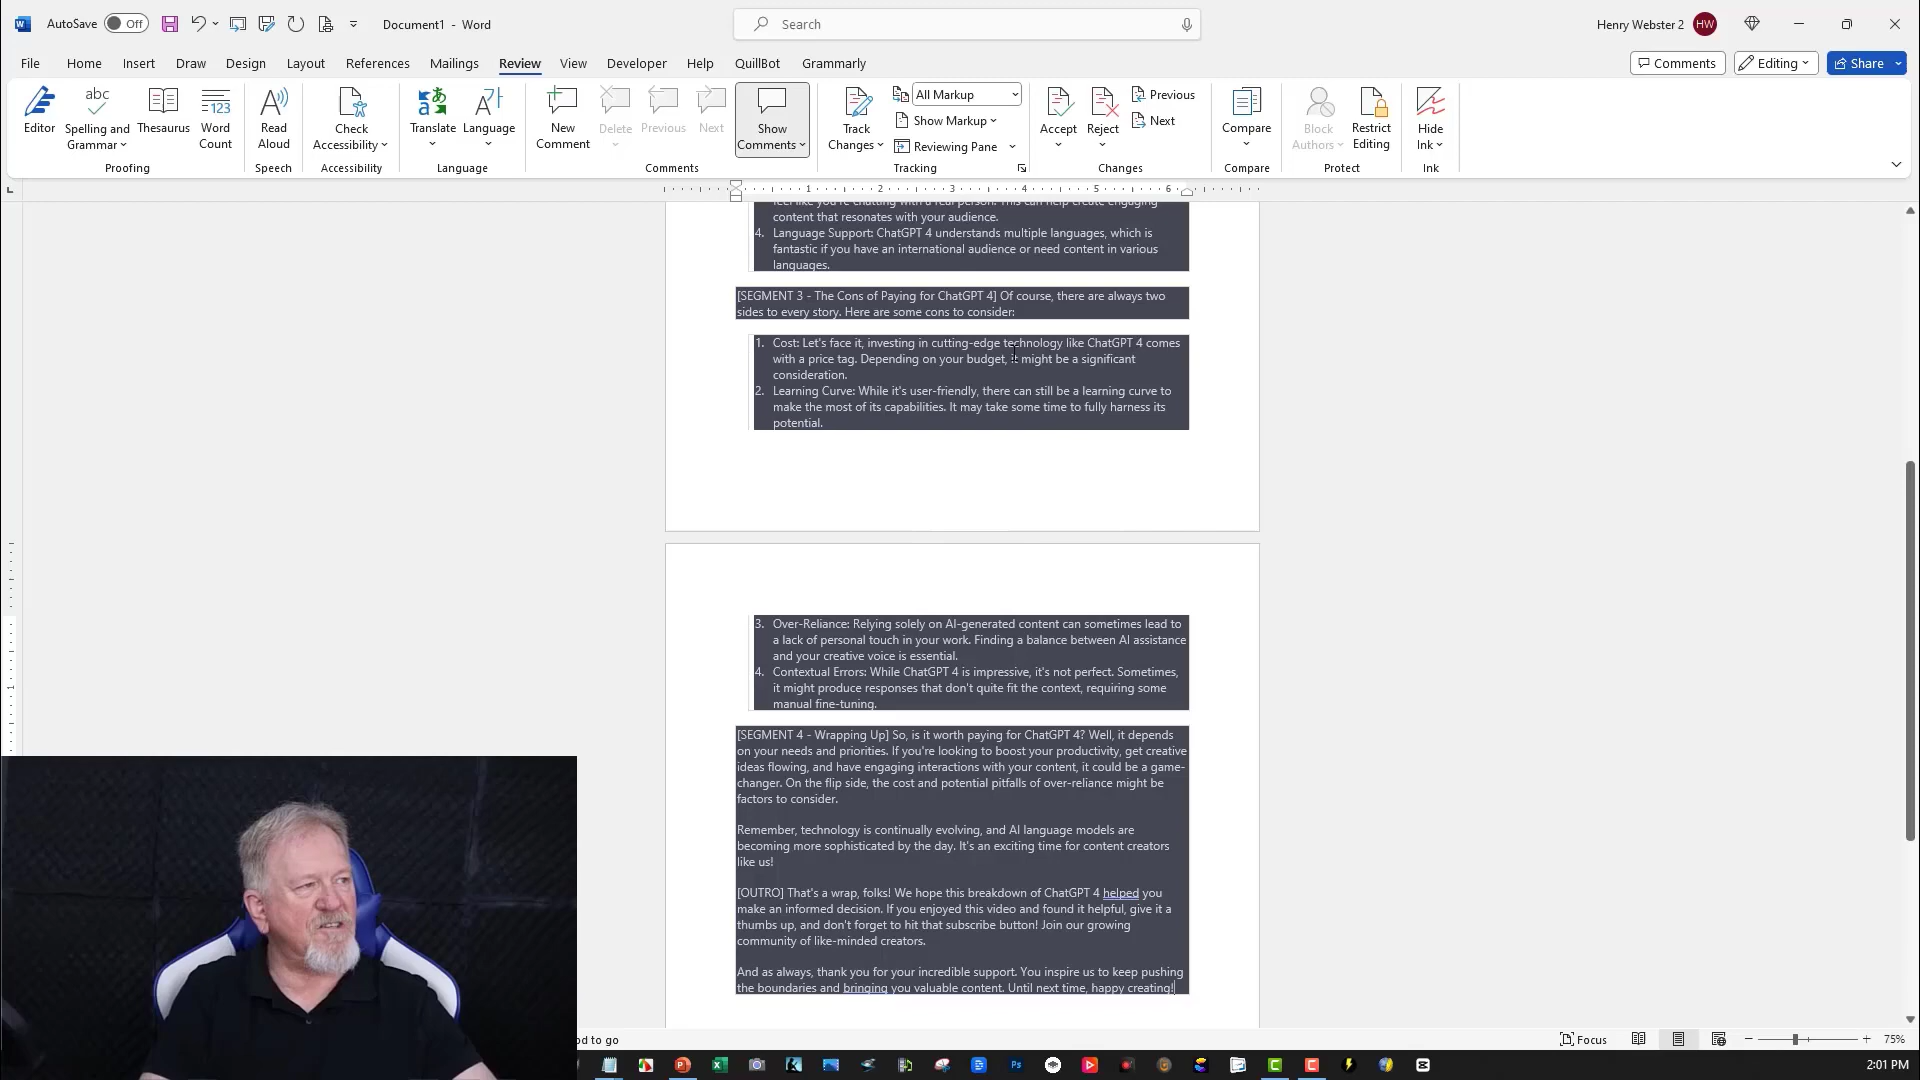 AutoSave Off Document1 - Word Search Henry Webster 2 HW
File Home Insert Draw Design Layout References Mailings Review View Developer Help QuillBot Grammarly Comments Editing Share
Editor
Spelling and Grammar
Thesaurus
Word Count
Proofing
Read Aloud
Speech
Check Accessibility
Accessibility
Translate
Language
Language
New Comment
Delete
Previous
Next
Show Comments
Comments
Track Changes
All Markup
Show Markup
Reviewing Pane
Tracking
Accept
Reject
Previous
Next
Changes
Compare
Compare
Block Authors
Restrict Editing
Protect
Hide Ink
Ink
1 2 3 4 5 6
feel like you're chatting with a real person. This can help create engaging
content that resonates with your audience.
4. Language Support: ChatGPT 4 understands multiple languages, which is
fantastic if you have an international audience or need content in various
languages.
[SEGMENT 3 - The Cons of Paying for ChatGPT 4] Of course, there are always two
sides to every story. Here are some cons to consider:
1. Cost: Let's face it, investing in cutting-edge technology like ChatGPT 4 comes
with a price tag. Depending on your budget, it might be a significant
consideration.
2. Learning Curve: While it's user-friendly, there can still be a learning curve to
make the most of its capabilities. It may take some time to fully harness its
potential.
3. Over-Reliance: Relying solely on AI-generated content can sometimes lead to
a lack of personal touch in your work. Finding a balance between AI assistance
and your creative voice is essential.
4. Contextual Errors: While ChatGPT 4 is impressive, it's not perfect. Sometimes,
it might produce responses that don't quite fit the context, requiring some
manual fine-tuning.
[SEGMENT 4 - Wrapping Up] So, is it worth paying for ChatGPT 4? Well, it depends
on your needs and priorities. If you're looking to boost your productivity, get creative
ideas flowing, and have engaging interactions with your content, it could be a game-
changer. On the flip side, the cost and potential pitfalls of over-reliance might be
factors to consider.
Remember, technology is continually evolving, and AI language models are
becoming more sophisticated by the day. It's an exciting time for content creators
like us!
[OUTRO] That's a wrap, folks! We hope this breakdown of ChatGPT 4 helped you
make an informed decision. If you enjoyed this video and found it helpful, give it a
thumbs up, and don't forget to hit that subscribe button! Join our growing
community of like-minded creators.
And as always, thank you for your incredible support. You inspire us to keep pushing
the boundaries and bringing you valuable content. Until next time, happy creating!
to go Focus 75%
2:01 PM